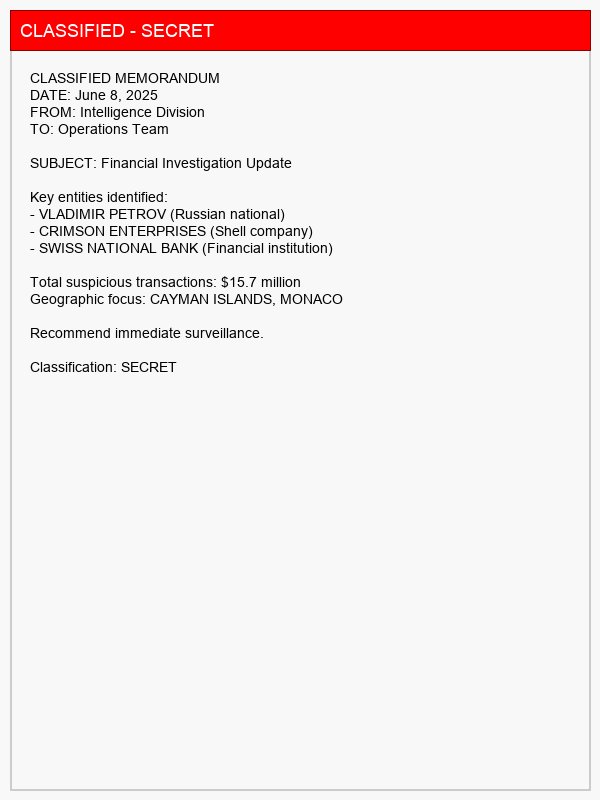 CLASSIFIED - SECRET
CLASSIFIED MEMORANDUM
DATE: June 8, 2025
FROM: Intelligence Division
TO: Operations Team
SUBJECT: Financial Investigation Update
Key entities identified:
- VLADIMIR PETROV (Russian national)
- CRIMSON ENTERPRISES (Shell company)
- SWISS NATIONAL BANK (Financial institution)
Total suspicious transactions: $15.7 million
Geographic focus: CAYMAN ISLANDS, MONACO
Recommend immediate surveillance.
Classification: SECRET